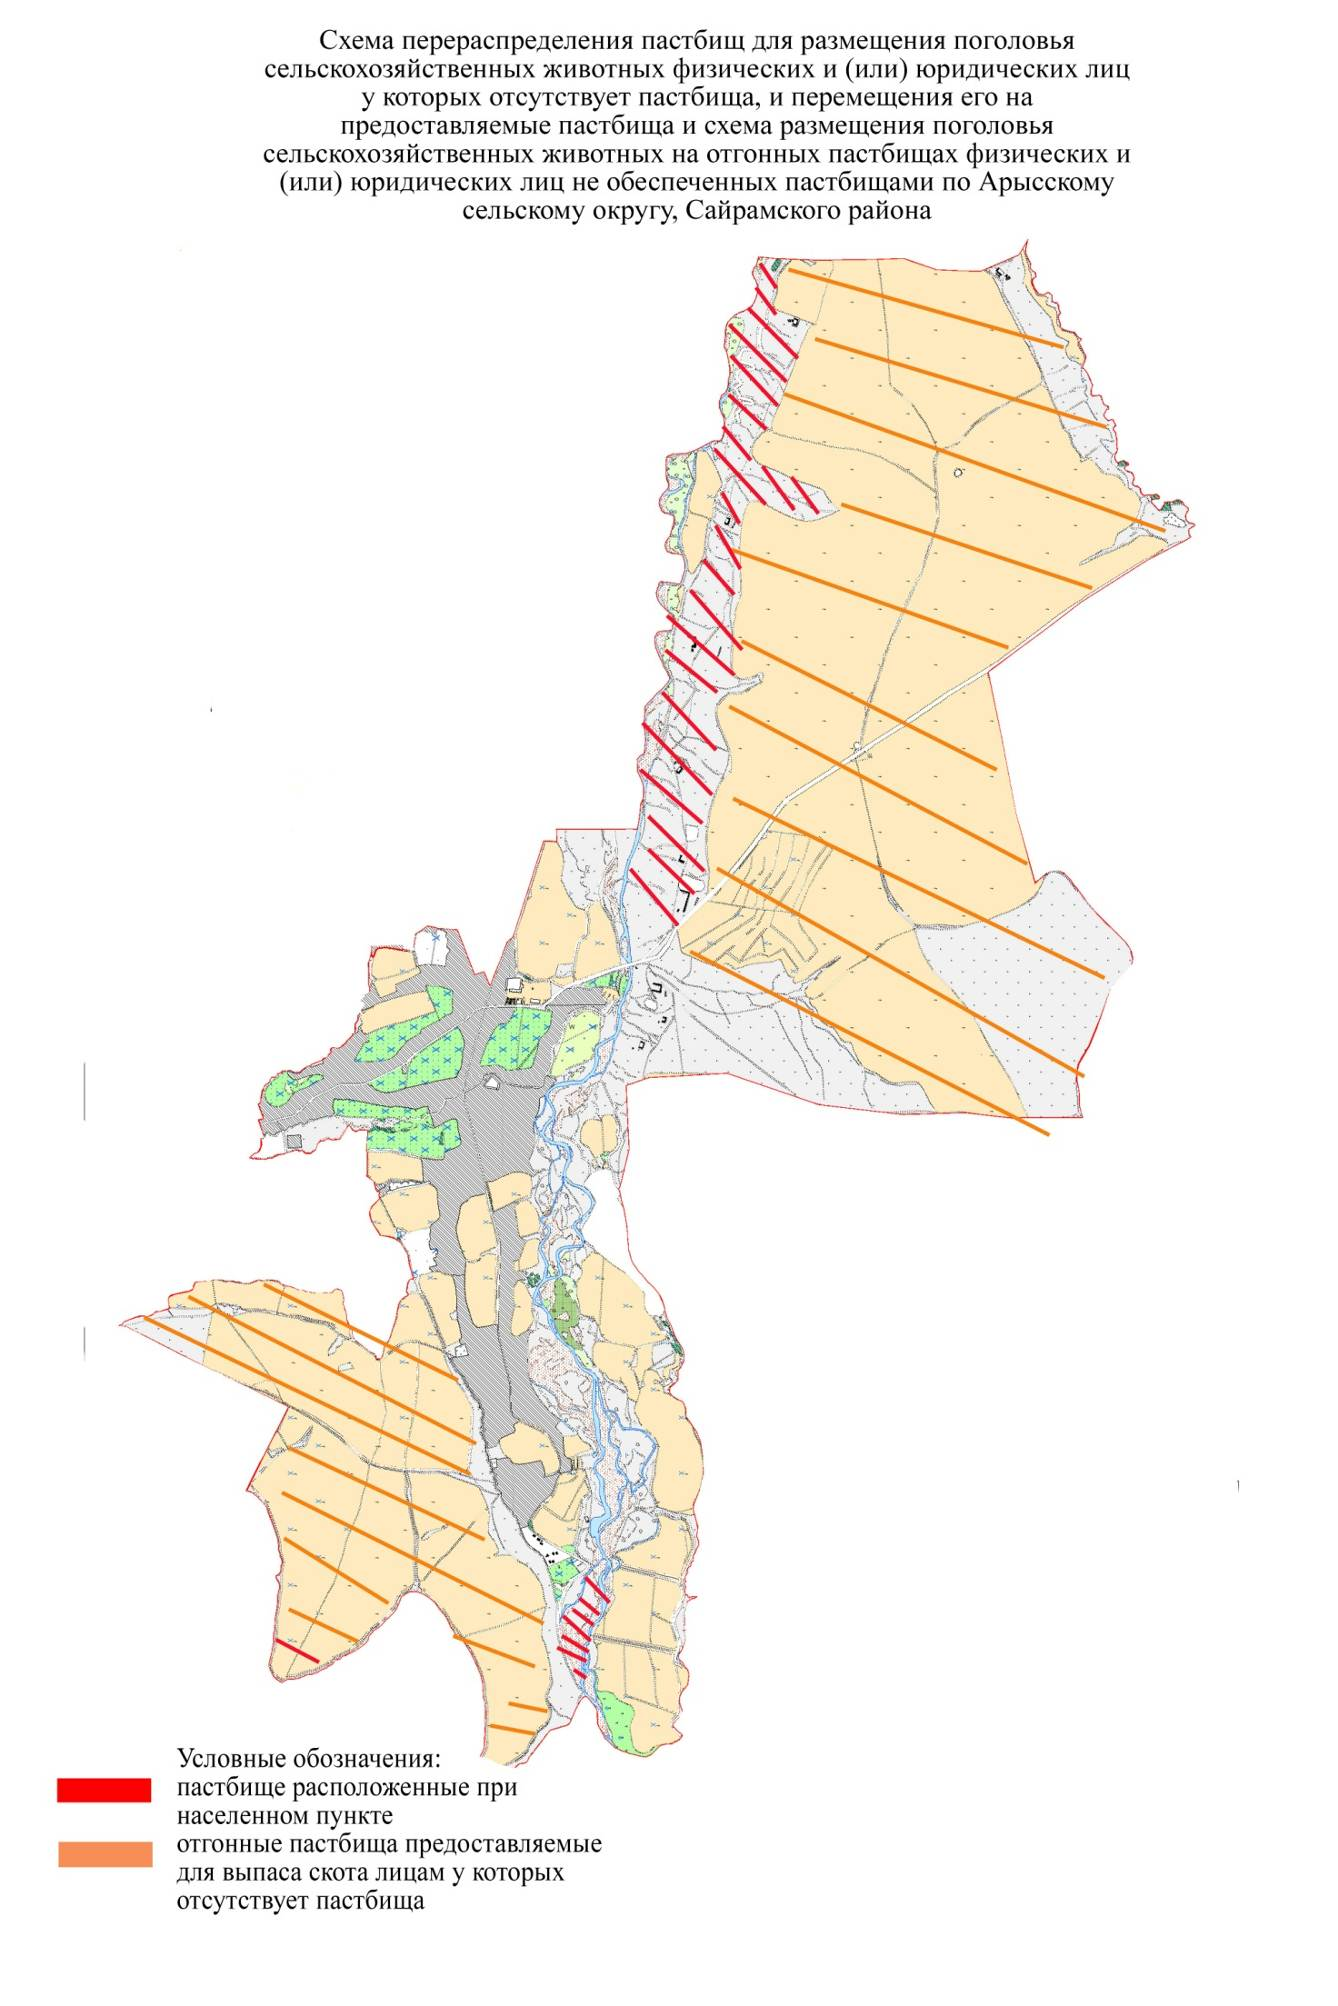 Схема перераспределения пастбищ для размещения поголовья
сельскохозяйственных животных физических и (или) юридических лиц
у которых отсутствует пастбища, и перемещения его на
предоставляемые пастбища и схема размещения поголовья
сельскохозяйственных животных на отгонных пастбищах физических и
(или) юридических лиц не обеспеченных пастбищами по Арысскому
сельскому округу, Сайрамского района
Условные обозначения:
пастбище расположенные при
населенном пункте
отгонные пастбища предоставляемые
для выпаса скота лицам у которых
отсутствует пастбища